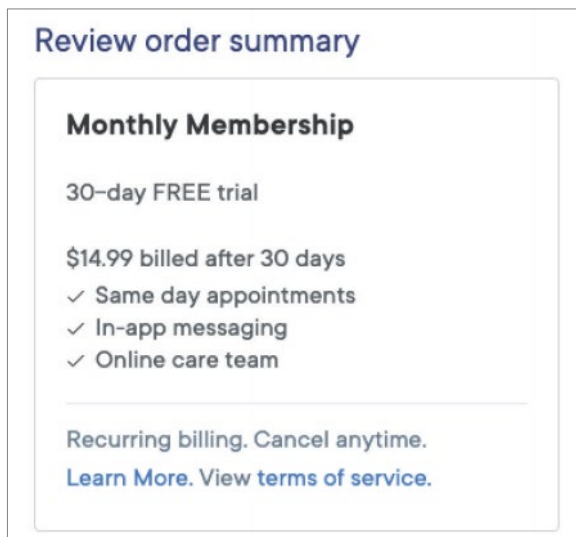 Review order summary
Monthly Membership
30-day FREE trial
$14.99 billed after 30 days
✓ Same day appointments
✓ In-app messaging
✓ Online care team
Recurring billing. Cancel anytime.
Learn More. View terms of service.